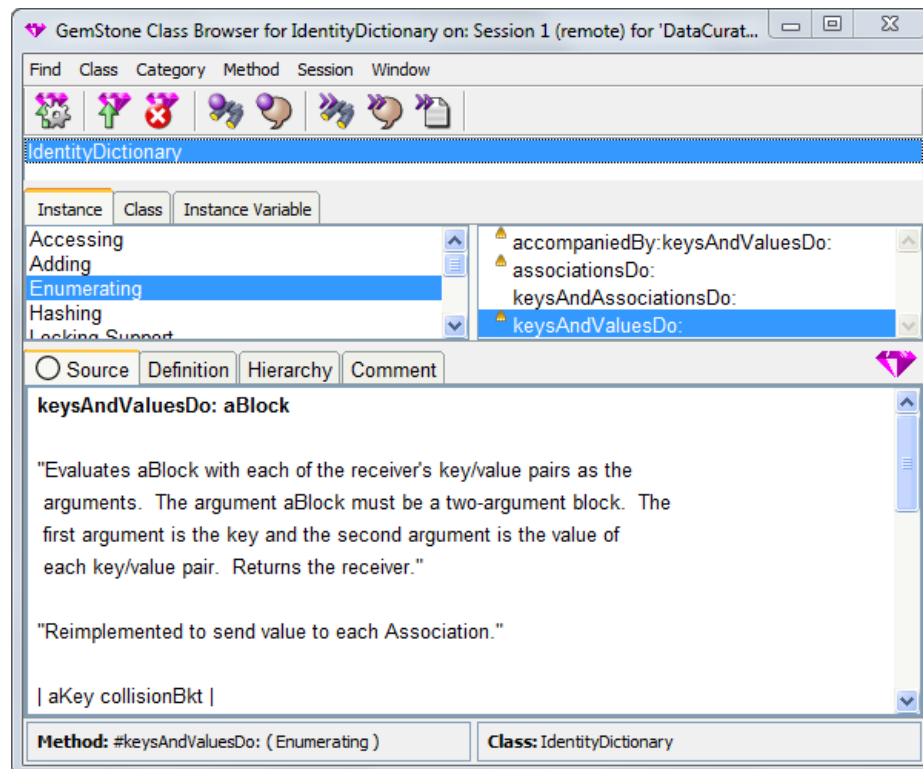 GemStone Class Browser for IdentityDictionary on: Session 1 (remote) for 'DataCurat...
Find Class Category Method Session Window
IdentityDictionary
Instance Class Instance Variable
Accessing
Adding
Enumerating
Hashing
Locking Support
accompaniedBy:keysAndValuesDo:
associationsDo:
keysAndAssociationsDo:
keysAndValuesDo:
Source Definition Hierarchy Comment
keysAndValuesDo: aBlock
"Evaluates aBlock with each of the receiver's key/value pairs as the
arguments. The argument aBlock must be a two-argument block. The
first argument is the key and the second argument is the value of
each key/value pair. Returns the receiver."
"Reimplemented to send value to each Association."
| aKey collisionBkt |
Method: #keysAndValuesDo: ( Enumerating )
Class: IdentityDictionary